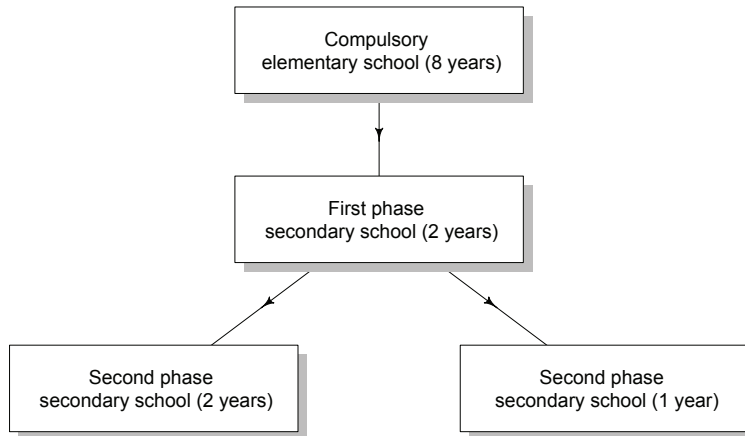 Compulsory
elementary school (8 years)
First phase
secondary school (2 years)
Second phase
secondary school (2 years)
Second phase
secondary school (1 year)